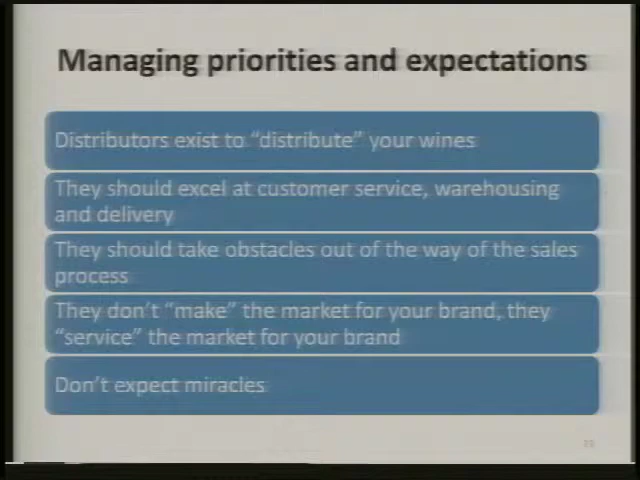 Managing priorities and expectations
Distributors exist to “distribute” your wines
They should excel at customer service, warehousing
and delivery
They should take obstacles out of the way of the sales
process
They don’t “make” the market for your brand, they
“service” the market for your brand
Don’t expect miracles